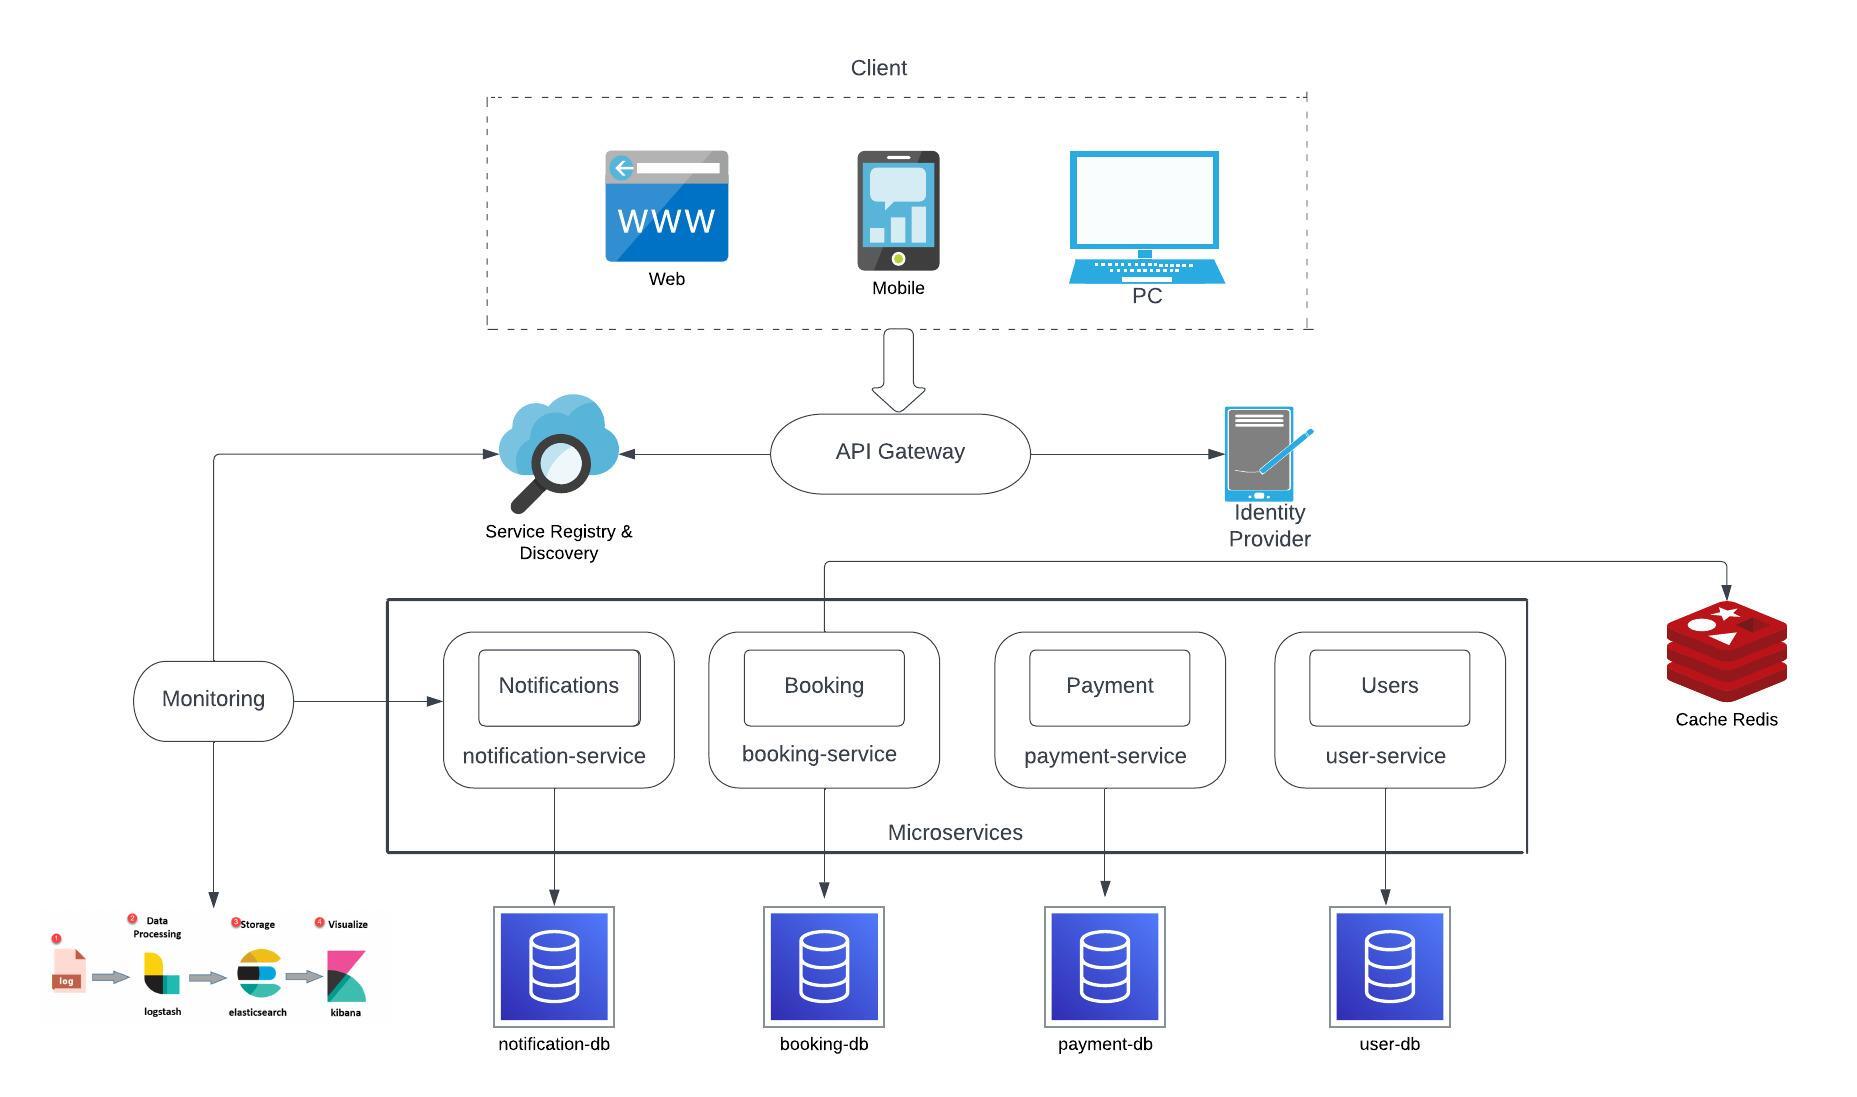 Client
WWW
Web
Mobile
PC
API Gateway
Service Registry &
Discovery
Identity
Provider
Monitoring
Notifications
notification-service
Booking
booking-service
Payment
payment-service
Users
user-service
Microservices
Cache Redis
1
log
2
Data
Processing
logstash
3
Storage
elasticsearch
4
Visualize
kibana
notification-db
booking-db
payment-db
user-db